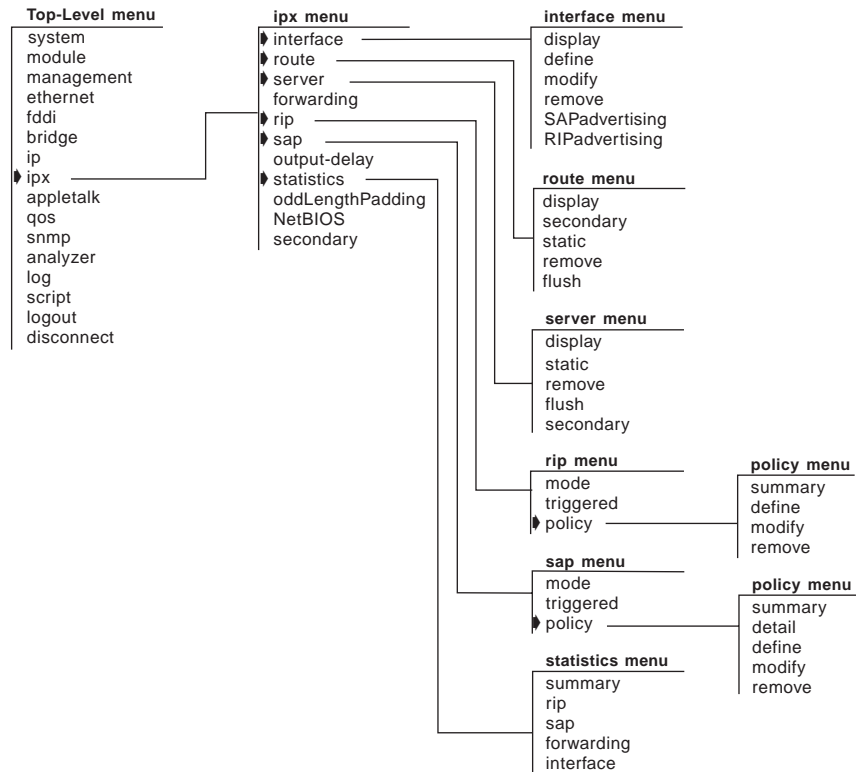 Top-Level menu
system
module
management
ethernet
fddi
bridge
ip
ipx
appletalk
qos
snmp
analyzer
log
script
logout
disconnect
ipx menu
interface
route
server
forwarding
rip
sap
output-delay
statistics
oddLengthPadding
NetBIOS
secondary
interface menu
display
define
modify
remove
SAPadvertising
RIPadvertising
route menu
display
secondary
static
remove
flush
server menu
display
static
remove
flush
secondary
rip menu
mode
triggered
policy
policy menu
summary
define
modify
remove
sap menu
mode
triggered
policy
policy menu
summary
detail
define
modify
remove
statistics menu
summary
rip
sap
forwarding
interface